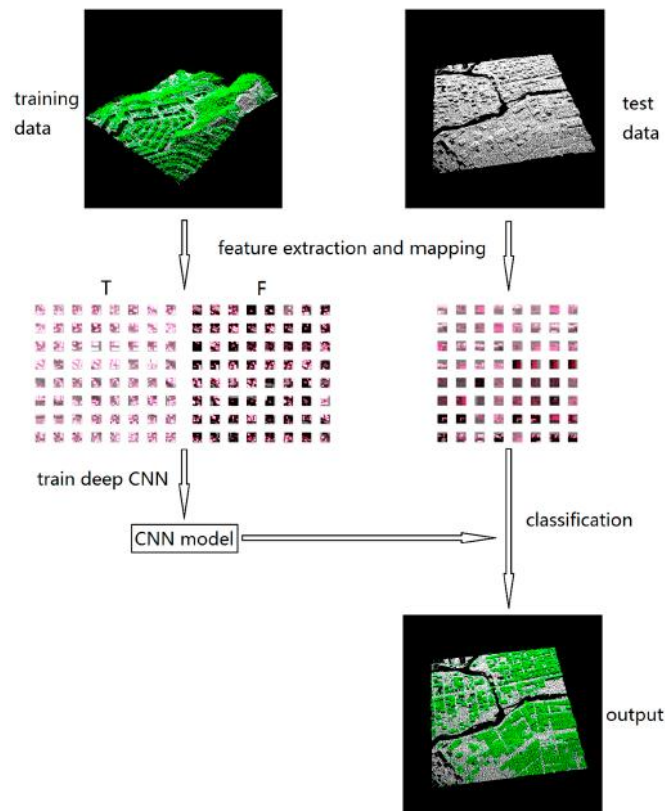 training
data
test
data
feature extraction and mapping
T
F
train deep CNN
CNN model
classification
output